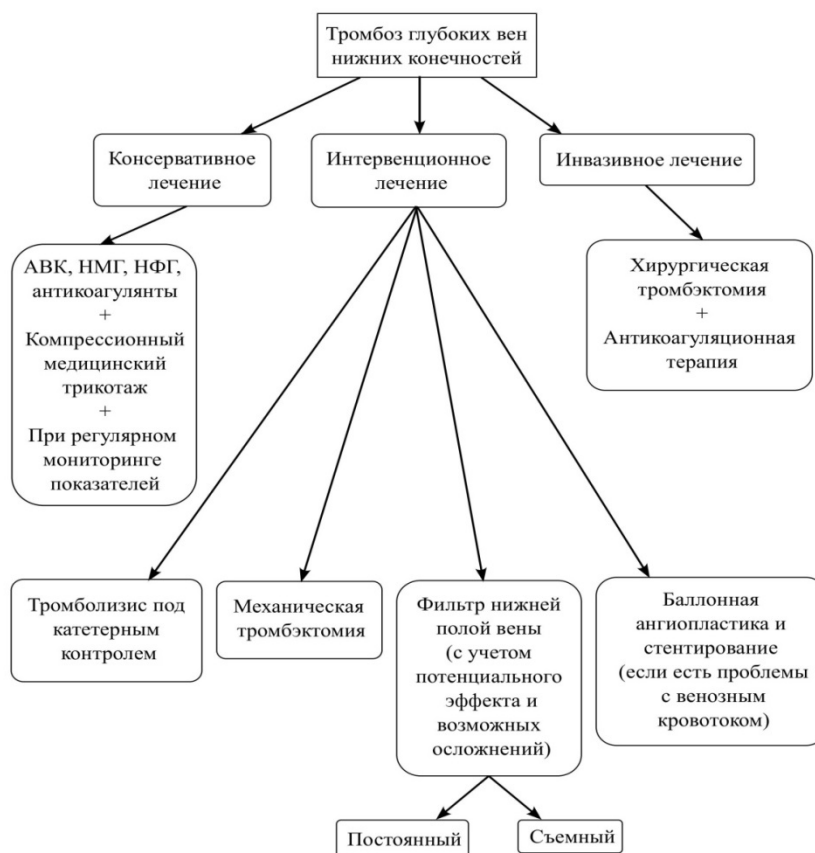 Тромбоз глубоких вен
нижних конечностей
Консервативное
лечение
Интервенционное
лечение
Инвазивное лечение
АВК, НМГ, НФГ,
антикоагулянты
+
Компрессионный
медицинский
трикотаж
+
При регулярном
мониторинге
показателей
Хирургическая
тромбэктомия
+
Антикоагуляционная
терапия
Тромболизис под
катетерным
контролем
Механическая
тромбэктомия
Фильтр нижней
полой вены
(с учетом
потенциального
эффекта и
возможных
осложнений)
Баллонная
ангиопластика и
стентирование
(если есть проблемы
с венозным
кровотоком)
Постоянный
Съемный